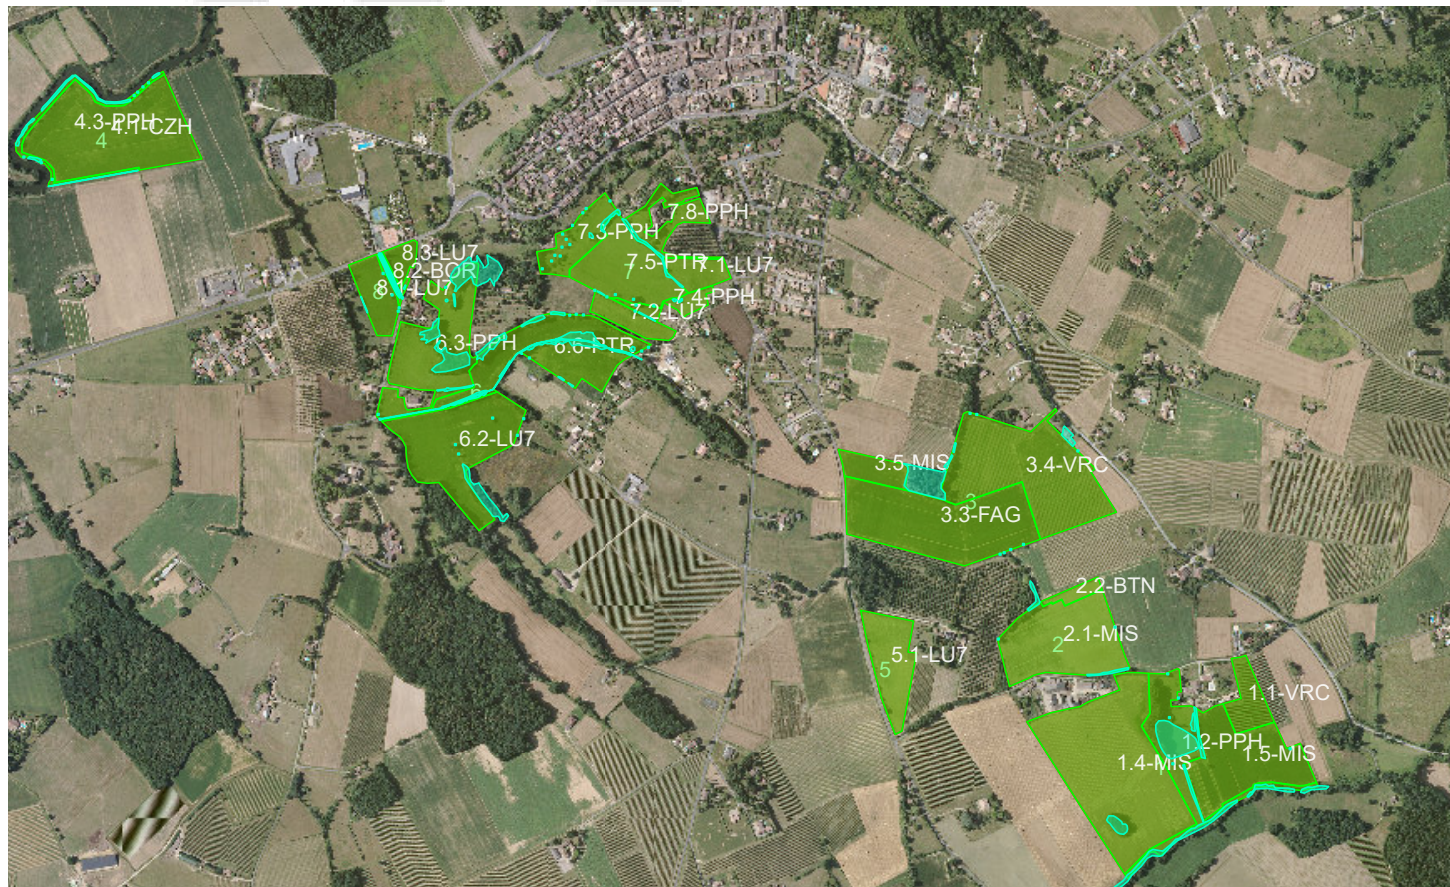 4.3-PPH
4.1-CZH
4
7.8-PPH
7.3-PPH
8.3-LU7
7.5-PTR
7.1-LU7
7
8.2-BOR
8.1-LU7
8
7.4-PPH
7.2-LU7
6.3-PPH
6.6-PTR
6
6.2-LU7
3.5-MIS
3.4-VRC
3
3.3-FAG
2.2-BTN
2.1-MIS
2
5.1-LU7
5
1.1-VRC
1.2-PPH
1.5-MIS
1.4-MIS
1